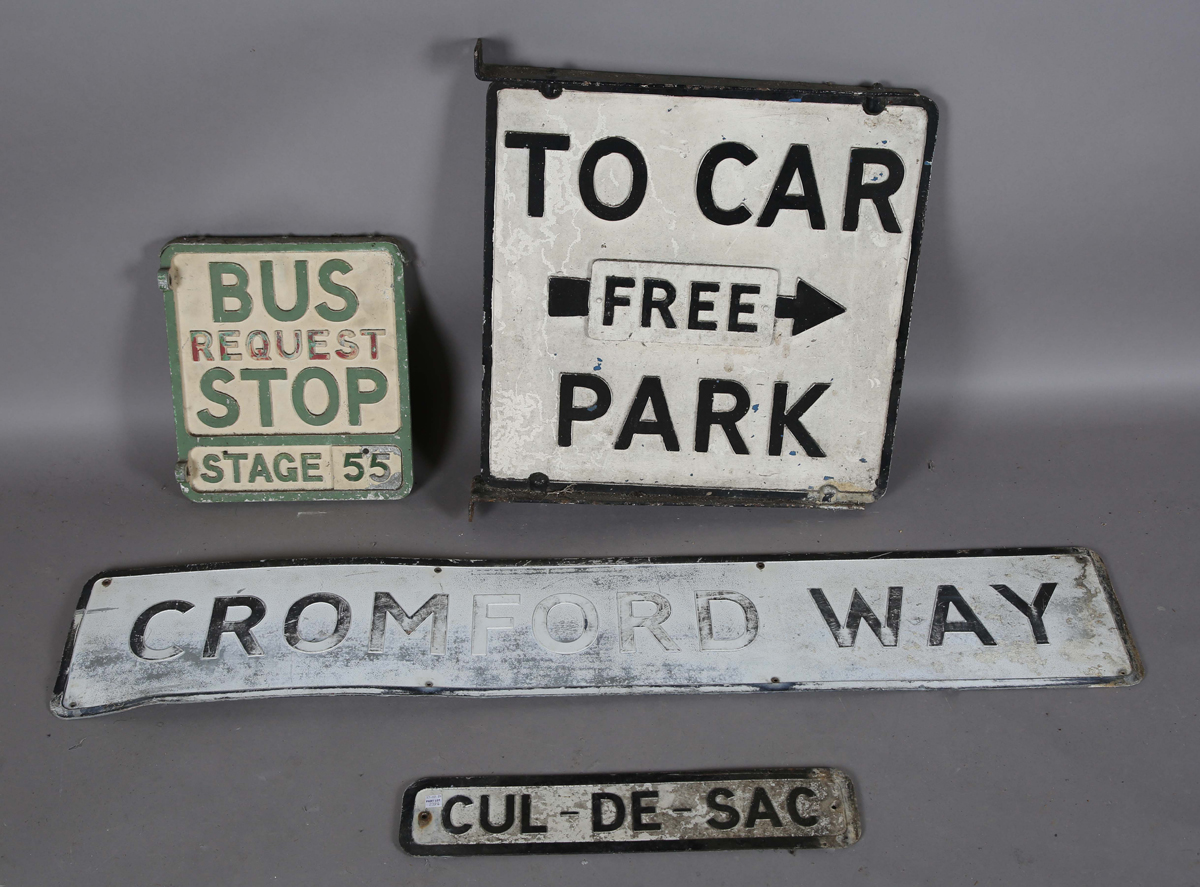 BUS
REQUEST
STOP
STAGE 55
TO CAR
FREE
PARK
CROMFORD WAY
CUL-DE-SAC